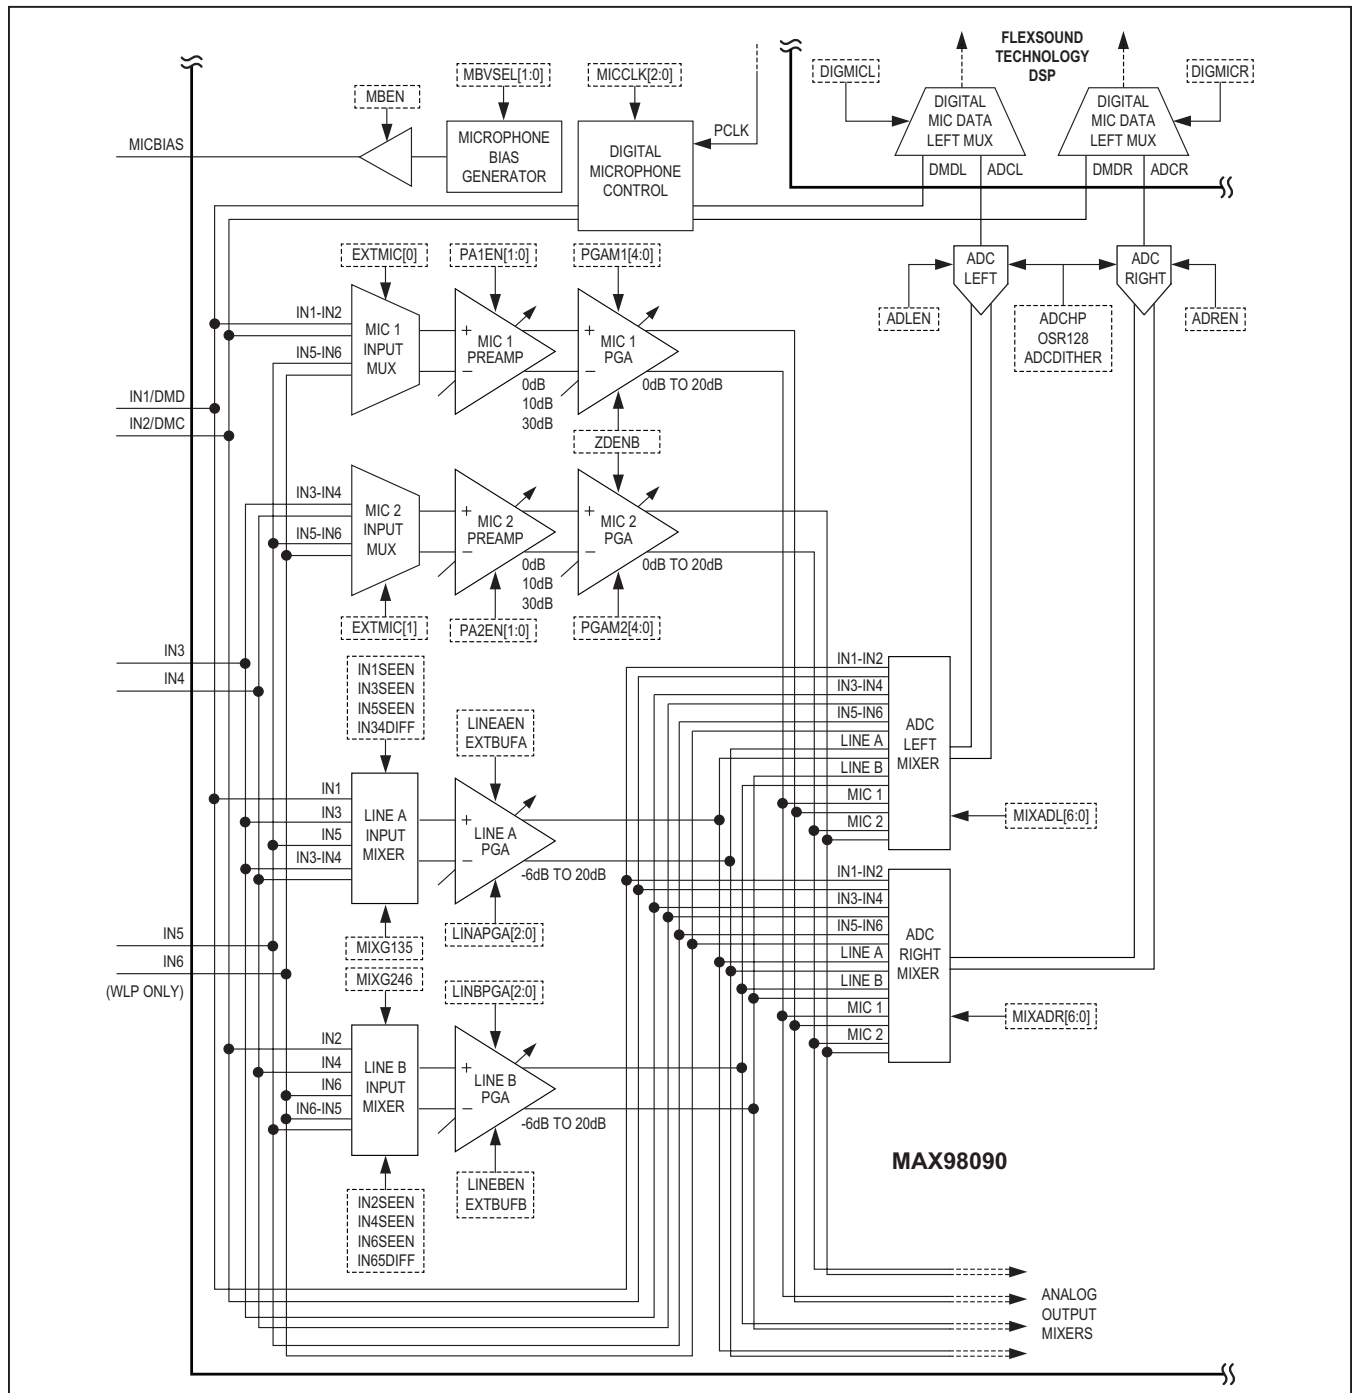 FLEXSOUND
TECHNOLOGY
DSP
MBVSEL[1:0]
MICCLK[2:0]
DIGMICL
DIGMICR
MBEN
DIGITAL
MIC DATA
LEFT MUX
DIGITAL
MIC DATA
LEFT MUX
MICBIAS
MICROPHONE
BIAS
GENERATOR
DIGITAL
MICROPHONE
CONTROL
PCLK
DMDL
ADCL
DMDR
ADCR
EXTMIC[0]
PA1EN[1:0]
PGAM1[4:0]
ADC
LEFT
ADC
RIGHT
ADLEN
ADCHP
OSR128
ADCDITHER
ADREN
IN1-IN2
IN5-IN6
MIC 1
INPUT
MUX
+
−
MIC 1
PREAMP
0dB
10dB
30dB
+
−
MIC 1
PGA
0dB TO 20dB
IN1/DMD
IN2/DMC
ZDENB
IN3-IN4
IN5-IN6
MIC 2
INPUT
MUX
+
−
MIC 2
PREAMP
0dB
10dB
30dB
+
−
MIC 2
PGA
0dB TO 20dB
EXTMIC[1]
PA2EN[1:0]
PGAM2[4:0]
IN3
IN4
IN1SEEN
IN3SEEN
IN5SEEN
IN34DIFF
LINEAEN
EXTBUFA
IN1-IN2
IN3-IN4
IN5-IN6
LINE A
LINE B
MIC 1
MIC 2
ADC
LEFT
MIXER
MIXADL[6:0]
IN1
IN3
IN5
IN3-IN4
LINE A
INPUT
MIXER
+
−
LINE A
PGA
-6dB TO 20dB
IN1-IN2
IN3-IN4
IN5-IN6
LINE A
LINE B
MIC 1
MIC 2
ADC
RIGHT
MIXER
MIXADR[6:0]
IN5
IN6
(WLP ONLY)
MIXG135
LINAPGA[2:0]
MIXG246
LINBPGA[2:0]
IN2
IN4
IN6
IN6-IN5
LINE B
INPUT
MIXER
+
−
LINE B
PGA
-6dB TO 20dB
IN2SEEN
IN4SEEN
IN6SEEN
IN65DIFF
LINEBEN
EXTBUFB
MAX98090
ANALOG
OUTPUT
MIXERS